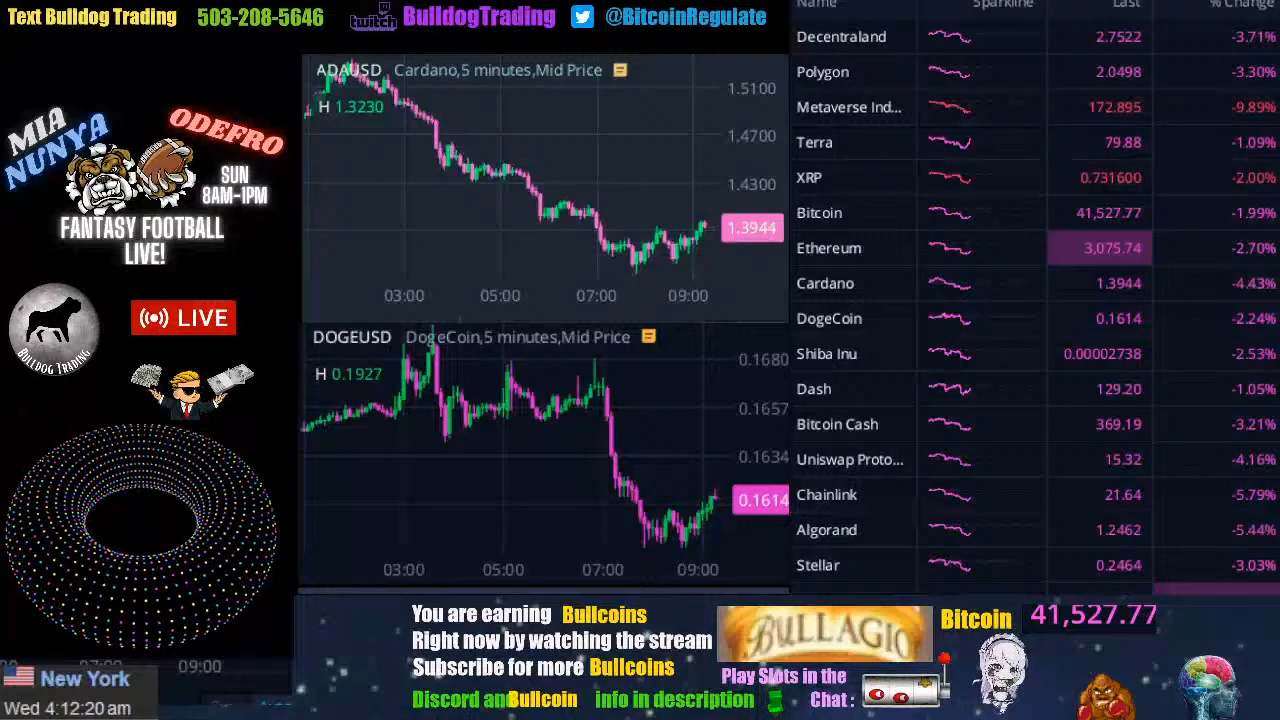 Text Bulldog Trading 503-208-5646 twitch BulldogTrading @BitcoinRegulate
MIA
NUNYA
ODEFRO
SUN
8AM-1PM
FANTASY FOOTBALL
LIVE!
BULLDOG TRADING
LIVE
ADAUSD Cardano,5 minutes,Mid Price
H 1.3230
1.5100
1.4700
1.4300
1.3944
03:00 05:00 07:00 09:00
DOGEUSD DogeCoin,5 minutes,Mid Price
H 0.1927
0.1680
0.1657
0.1634
0.1614
03:00 05:00 07:00 09:00
Name Sparkline Last % Change
Decentraland 2.7522 -3.71%
Polygon 2.0498 -3.30%
Metaverse Ind... 172.895 -9.89%
Terra 79.88 -1.09%
XRP 0.731600 -2.00%
Bitcoin 41,527.77 -1.99%
Ethereum 3,075.74 -2.70%
Cardano 1.3944 -4.43%
DogeCoin 0.1614 -2.24%
Shiba Inu 0.00002738 -2.53%
Dash 129.20 -1.05%
Bitcoin Cash 369.19 -3.21%
Uniswap Proto... 15.32 -4.16%
Chainlink 21.64 -5.79%
Algorand 1.2462 -5.44%
Stellar 0.2464 -3.03%
09:00
New York
Wed 4:12:20 am
You are earning Bullcoins
Right now by watching the stream
Subscribe for more Bullcoins
Discord and Bullcoin info in description
BULLAGIO
Play Slots in the
Chat :
Bitcoin 41,527.77